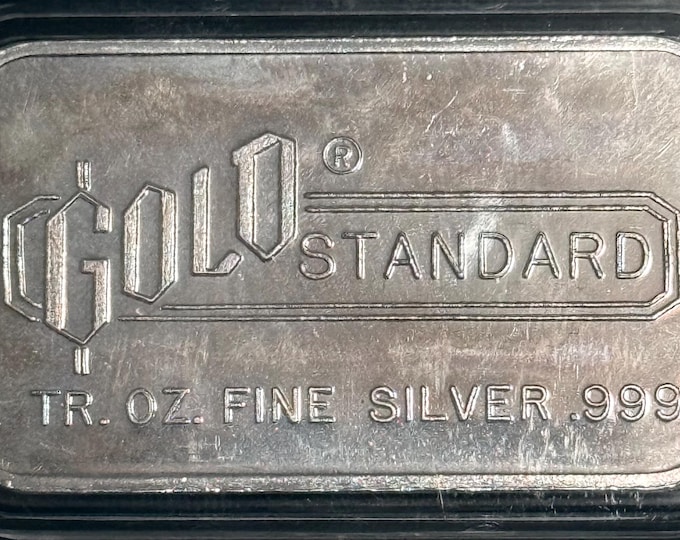 GOLD ®
STANDARD
TR. OZ. FINE SILVER .999